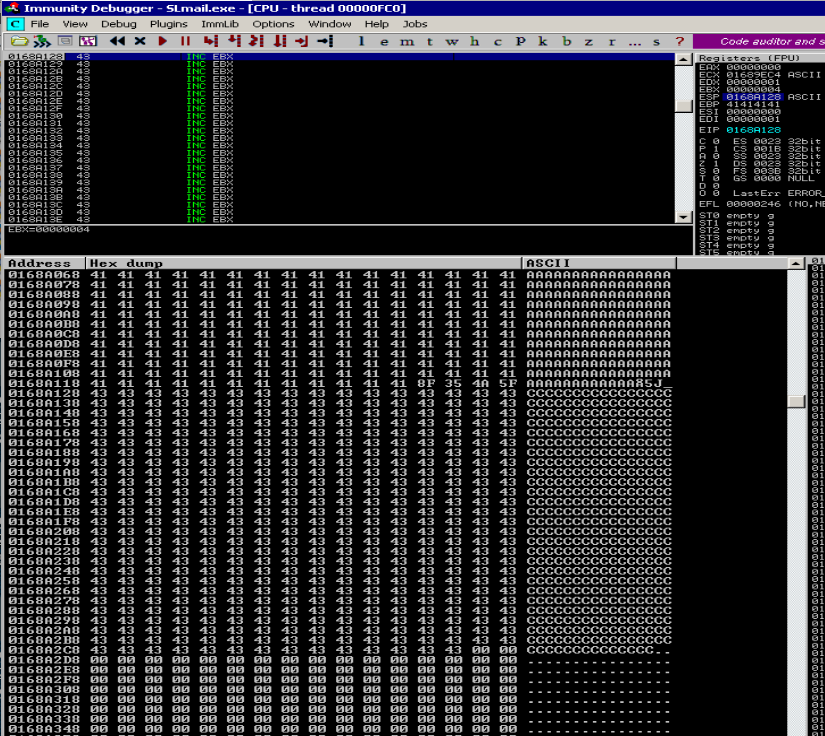 Immunity Debugger - SLmail.exe - [CPU - thread 00000FC0]
C File View Debug Plugins ImmLib Options Window Help Jobs
l e m t w h c P k b z r ... s ? Code auditor and s
0168A128 43 INC EBX
0168A129 43 INC EBX
0168A12A 43 INC EBX
0168A12B 43 INC EBX
0168A12C 43 INC EBX
0168A12D 43 INC EBX
0168A12E 43 INC EBX
0168A12F 43 INC EBX
0168A130 43 INC EBX
0168A131 43 INC EBX
0168A132 43 INC EBX
0168A133 43 INC EBX
0168A134 43 INC EBX
0168A135 43 INC EBX
0168A136 43 INC EBX
0168A137 43 INC EBX
0168A138 43 INC EBX
0168A139 43 INC EBX
0168A13A 43 INC EBX
0168A13B 43 INC EBX
0168A13C 43 INC EBX
0168A13D 43 INC EBX
0168A13E 43 INC EBX
EBX=00000004
Registers (FPU)
EAX 00000000
ECX 01689EC4 ASCII
EDX 00000001
EBX 00000004
ESP 0168A128 ASCII
EBP 41414141
ESI 00000000
EDI 00000001
EIP 0168A128
C 0 ES 0023 32bit
P 1 CS 001B 32bit
A 0 SS 0023 32bit
Z 1 DS 0023 32bit
S 0 FS 003B 32bit
T 0 GS 0000 NULL
D 0
O 0 LastErr ERROR_
EFL 00000246 (NO,NB
ST0 empty g
ST1 empty g
ST2 empty g
ST3 empty g
ST4 empty g
ST5 empty g
Address Hex dump ASCII
0168A068 41 41 41 41 41 41 41 41 41 41 41 41 41 41 41 41 AAAAAAAAAAAAAAAA
0168A078 41 41 41 41 41 41 41 41 41 41 41 41 41 41 41 41 AAAAAAAAAAAAAAAA
0168A088 41 41 41 41 41 41 41 41 41 41 41 41 41 41 41 41 AAAAAAAAAAAAAAAA
0168A098 41 41 41 41 41 41 41 41 41 41 41 41 41 41 41 41 AAAAAAAAAAAAAAAA
0168A0A8 41 41 41 41 41 41 41 41 41 41 41 41 41 41 41 41 AAAAAAAAAAAAAAAA
0168A0B8 41 41 41 41 41 41 41 41 41 41 41 41 41 41 41 41 AAAAAAAAAAAAAAAA
0168A0C8 41 41 41 41 41 41 41 41 41 41 41 41 41 41 41 41 AAAAAAAAAAAAAAAA
0168A0D8 41 41 41 41 41 41 41 41 41 41 41 41 41 41 41 41 AAAAAAAAAAAAAAAA
0168A0E8 41 41 41 41 41 41 41 41 41 41 41 41 41 41 41 41 AAAAAAAAAAAAAAAA
0168A0F8 41 41 41 41 41 41 41 41 41 41 41 41 41 41 41 41 AAAAAAAAAAAAAAAA
0168A108 41 41 41 41 41 41 41 41 41 41 41 41 41 41 41 41 AAAAAAAAAAAAAAAA
0168A118 41 41 41 41 41 41 41 41 41 41 41 41 8F 35 4A 5F AAAAAAAAAAAAÅ5J_
0168A128 43 43 43 43 43 43 43 43 43 43 43 43 43 43 43 43 CCCCCCCCCCCCCCCC
0168A138 43 43 43 43 43 43 43 43 43 43 43 43 43 43 43 43 CCCCCCCCCCCCCCCC
0168A148 43 43 43 43 43 43 43 43 43 43 43 43 43 43 43 43 CCCCCCCCCCCCCCCC
0168A158 43 43 43 43 43 43 43 43 43 43 43 43 43 43 43 43 CCCCCCCCCCCCCCCC
0168A168 43 43 43 43 43 43 43 43 43 43 43 43 43 43 43 43 CCCCCCCCCCCCCCCC
0168A178 43 43 43 43 43 43 43 43 43 43 43 43 43 43 43 43 CCCCCCCCCCCCCCCC
0168A188 43 43 43 43 43 43 43 43 43 43 43 43 43 43 43 43 CCCCCCCCCCCCCCCC
0168A198 43 43 43 43 43 43 43 43 43 43 43 43 43 43 43 43 CCCCCCCCCCCCCCCC
0168A1A8 43 43 43 43 43 43 43 43 43 43 43 43 43 43 43 43 CCCCCCCCCCCCCCCC
0168A1B8 43 43 43 43 43 43 43 43 43 43 43 43 43 43 43 43 CCCCCCCCCCCCCCCC
0168A1C8 43 43 43 43 43 43 43 43 43 43 43 43 43 43 43 43 CCCCCCCCCCCCCCCC
0168A1D8 43 43 43 43 43 43 43 43 43 43 43 43 43 43 43 43 CCCCCCCCCCCCCCCC
0168A1E8 43 43 43 43 43 43 43 43 43 43 43 43 43 43 43 43 CCCCCCCCCCCCCCCC
0168A1F8 43 43 43 43 43 43 43 43 43 43 43 43 43 43 43 43 CCCCCCCCCCCCCCCC
0168A208 43 43 43 43 43 43 43 43 43 43 43 43 43 43 43 43 CCCCCCCCCCCCCCCC
0168A218 43 43 43 43 43 43 43 43 43 43 43 43 43 43 43 43 CCCCCCCCCCCCCCCC
0168A228 43 43 43 43 43 43 43 43 43 43 43 43 43 43 43 43 CCCCCCCCCCCCCCCC
0168A238 43 43 43 43 43 43 43 43 43 43 43 43 43 43 43 43 CCCCCCCCCCCCCCCC
0168A248 43 43 43 43 43 43 43 43 43 43 43 43 43 43 43 43 CCCCCCCCCCCCCCCC
0168A258 43 43 43 43 43 43 43 43 43 43 43 43 43 43 43 43 CCCCCCCCCCCCCCCC
0168A268 43 43 43 43 43 43 43 43 43 43 43 43 43 43 43 43 CCCCCCCCCCCCCCCC
0168A278 43 43 43 43 43 43 43 43 43 43 43 43 43 43 43 43 CCCCCCCCCCCCCCCC
0168A288 43 43 43 43 43 43 43 43 43 43 43 43 43 43 43 43 CCCCCCCCCCCCCCCC
0168A298 43 43 43 43 43 43 43 43 43 43 43 43 43 43 43 43 CCCCCCCCCCCCCCCC
0168A2A8 43 43 43 43 43 43 43 43 43 43 43 43 43 43 43 43 CCCCCCCCCCCCCCCC
0168A2B8 43 43 43 43 43 43 43 43 43 43 43 43 43 43 43 43 CCCCCCCCCCCCCCCC
0168A2C8 43 43 43 43 43 43 43 43 43 43 43 43 43 43 00 00 CCCCCCCCCCCCCC..
0168A2D8 00 00 00 00 00 00 00 00 00 00 00 00 00 00 00 00 ................
0168A2E8 00 00 00 00 00 00 00 00 00 00 00 00 00 00 00 00 ................
0168A2F8 00 00 00 00 00 00 00 00 00 00 00 00 00 00 00 00 ................
0168A308 00 00 00 00 00 00 00 00 00 00 00 00 00 00 00 00 ................
0168A318 00 00 00 00 00 00 00 00 00 00 00 00 00 00 00 00 ................
0168A328 00 00 00 00 00 00 00 00 00 00 00 00 00 00 00 00 ................
0168A338 00 00 00 00 00 00 00 00 00 00 00 00 00 00 00 00 ................
0168A348 00 00 00 00 00 00 00 00 00 00 00 00 00 00 00 00 ................